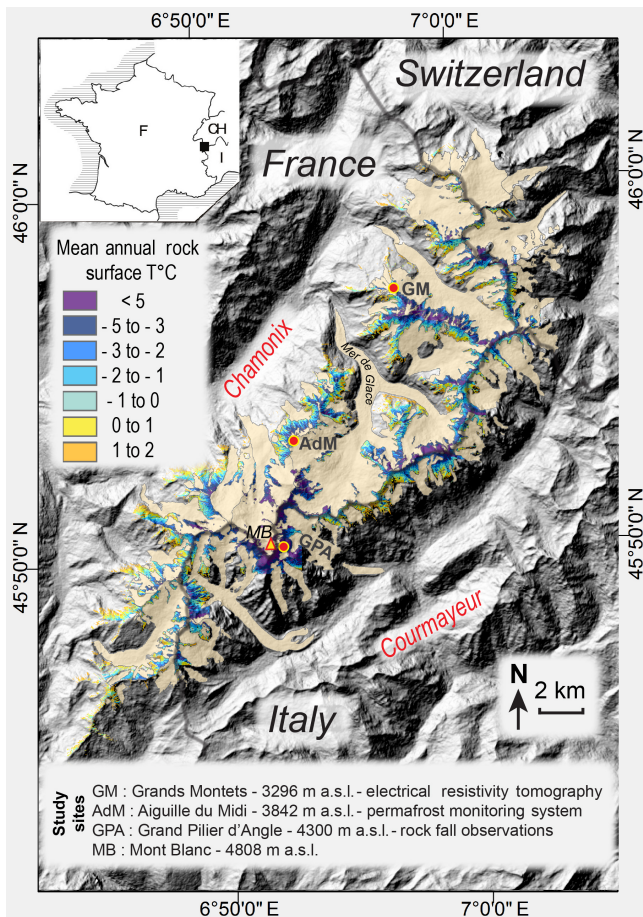 6°50'0" E
7°0'0" E
F
CH
I
Switzerland
France
46°0'0" N
46°0'0" N
Mean annual rock
surface T°C
< 5
- 5 to - 3
- 3 to - 2
- 2 to - 1
- 1 to 0
0 to 1
1 to 2
GM
Chamonix
Mer de Glace
AdM
MB
GPA
45°50'0" N
45°50'0" N
Courmayeur
Italy
N
2 km
Study
sites
GM : Grands Montets - 3296 m a.s.l.- electrical resistivity tomography
AdM : Aiguille du Midi - 3842 m a.s.l.- permafrost monitoring system
GPA : Grand Pilier d'Angle - 4300 m a.s.l.- rock fall observations
MB : Mont Blanc - 4808 m a.s.l.
6°50'0" E
7°0'0" E